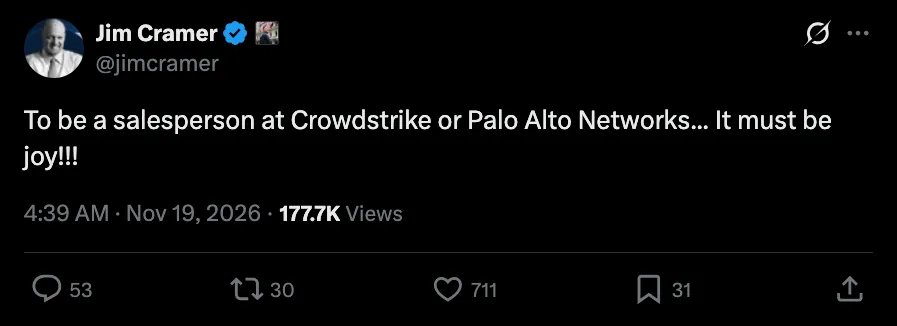 Jim Cramer
@jimcramer
To be a salesperson at Crowdstrike or Palo Alto Networks... It must be
joy!!!
4:39 AM · Nov 19, 2026 · 177.7K Views
53 30 711 31